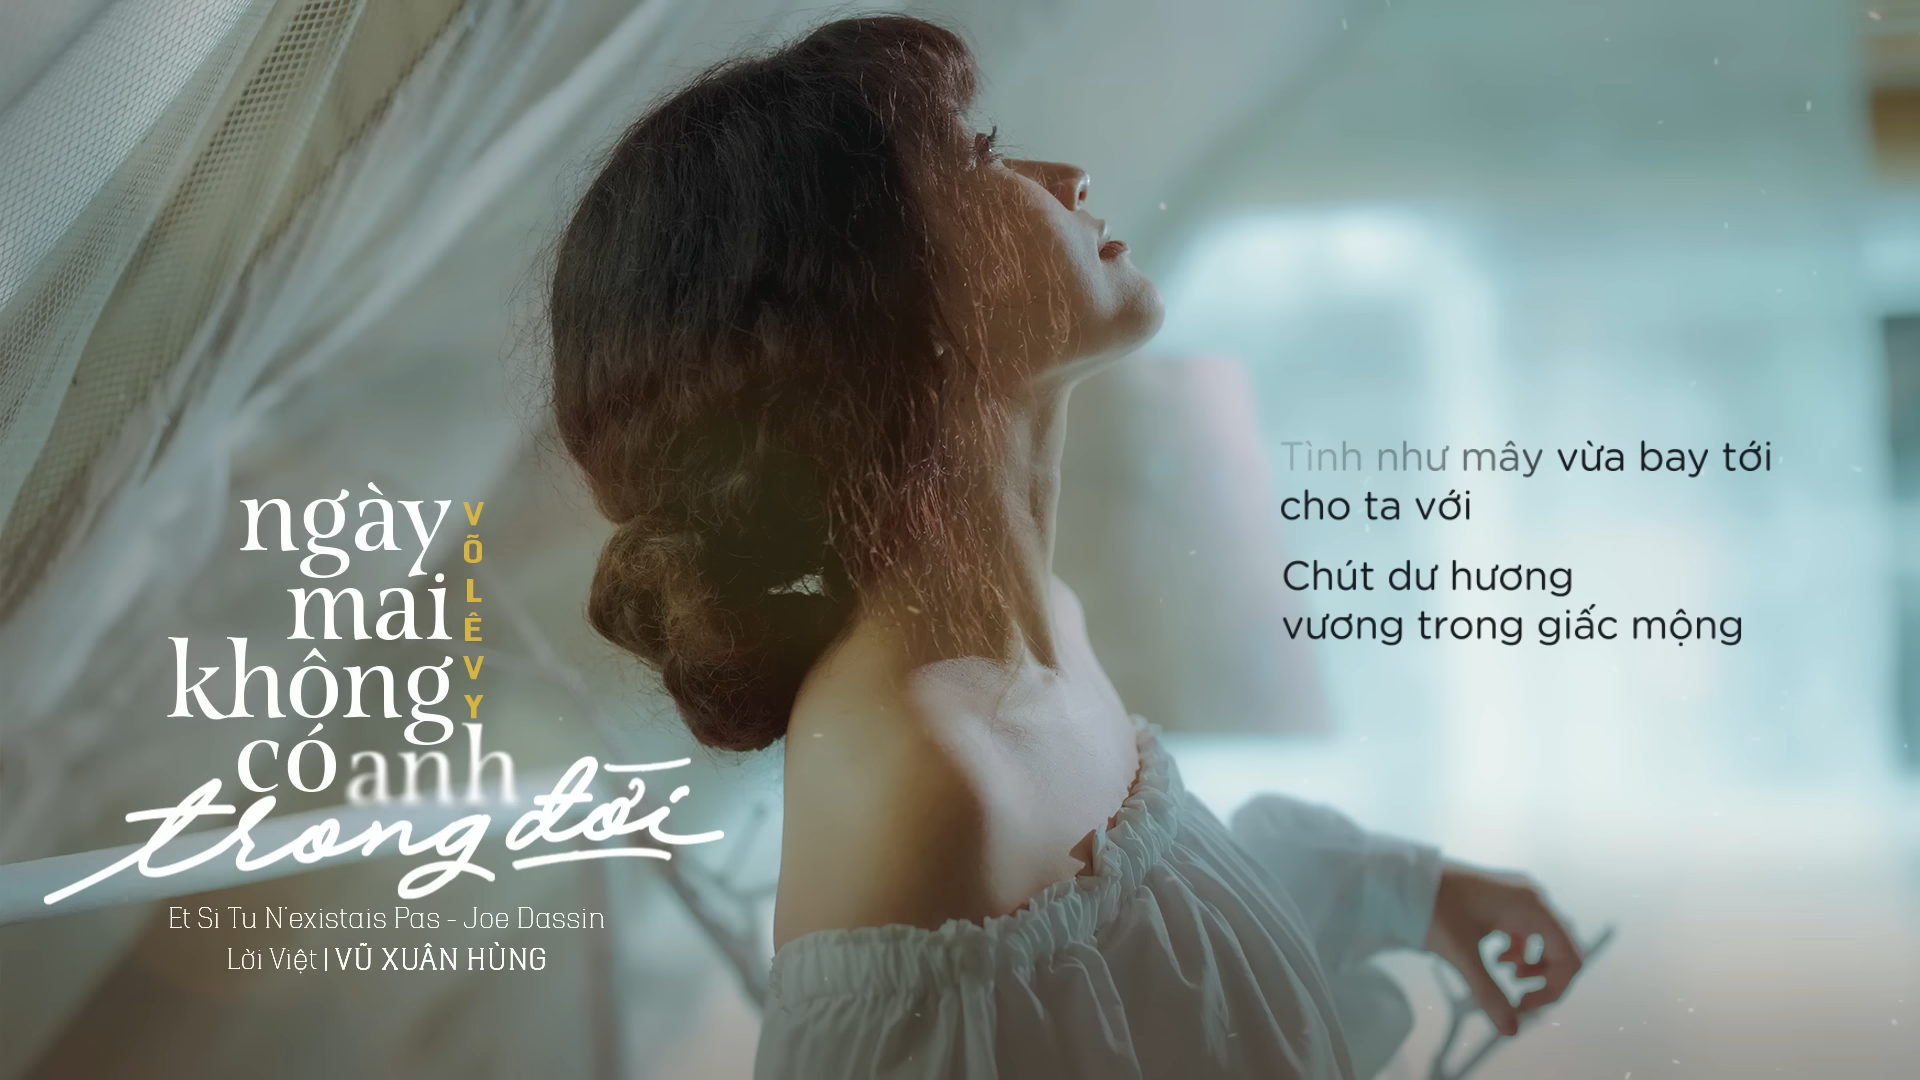 ngày
mai
không
có anh
trong đời
VÕ LÊ VY
Et Si Tu N'existais Pas - Joe Dassin
Lời Việt | VŨ XUÂN HÙNG
Tình như mây vừa bay tới
cho ta với
Chút dư hương
vương trong giấc mộng